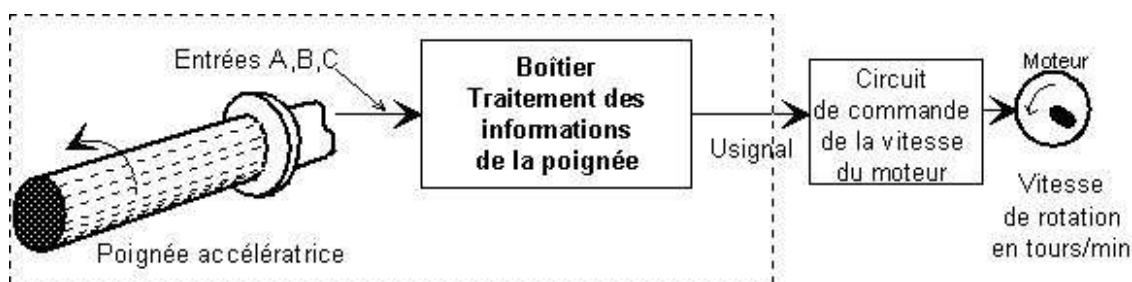 Entrées A,B,C
Poignée accélératrice
Boîtier
Traitement des
informations
de la poignée
Usignal
Circuit
de commande
de la vitesse
du moteur
Moteur
Vitesse
de rotation
en tours/min